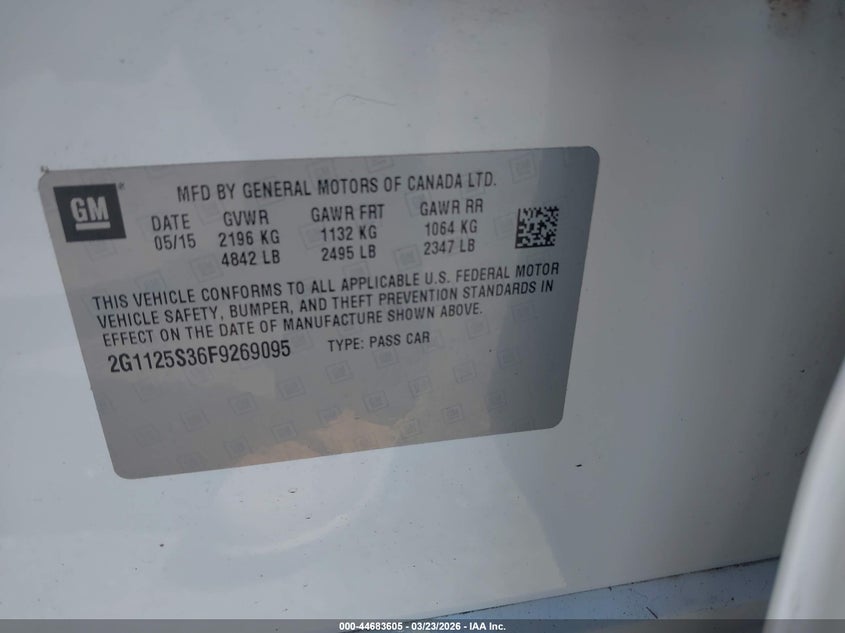 GM
MFD BY GENERAL MOTORS OF CANADA LTD.
DATE GVWR GAWR FRT GAWR RR
05/15 2196 KG 1132 KG 1064 KG
4842 LB 2495 LB 2347 LB
THIS VEHICLE CONFORMS TO ALL APPLICABLE U.S. FEDERAL MOTOR
VEHICLE SAFETY, BUMPER, AND THEFT PREVENTION STANDARDS IN
EFFECT ON THE DATE OF MANUFACTURE SHOWN ABOVE.
2G1125S36F9269095 TYPE: PASS CAR
000-44683605 - 03/23/2026 - IAA Inc.